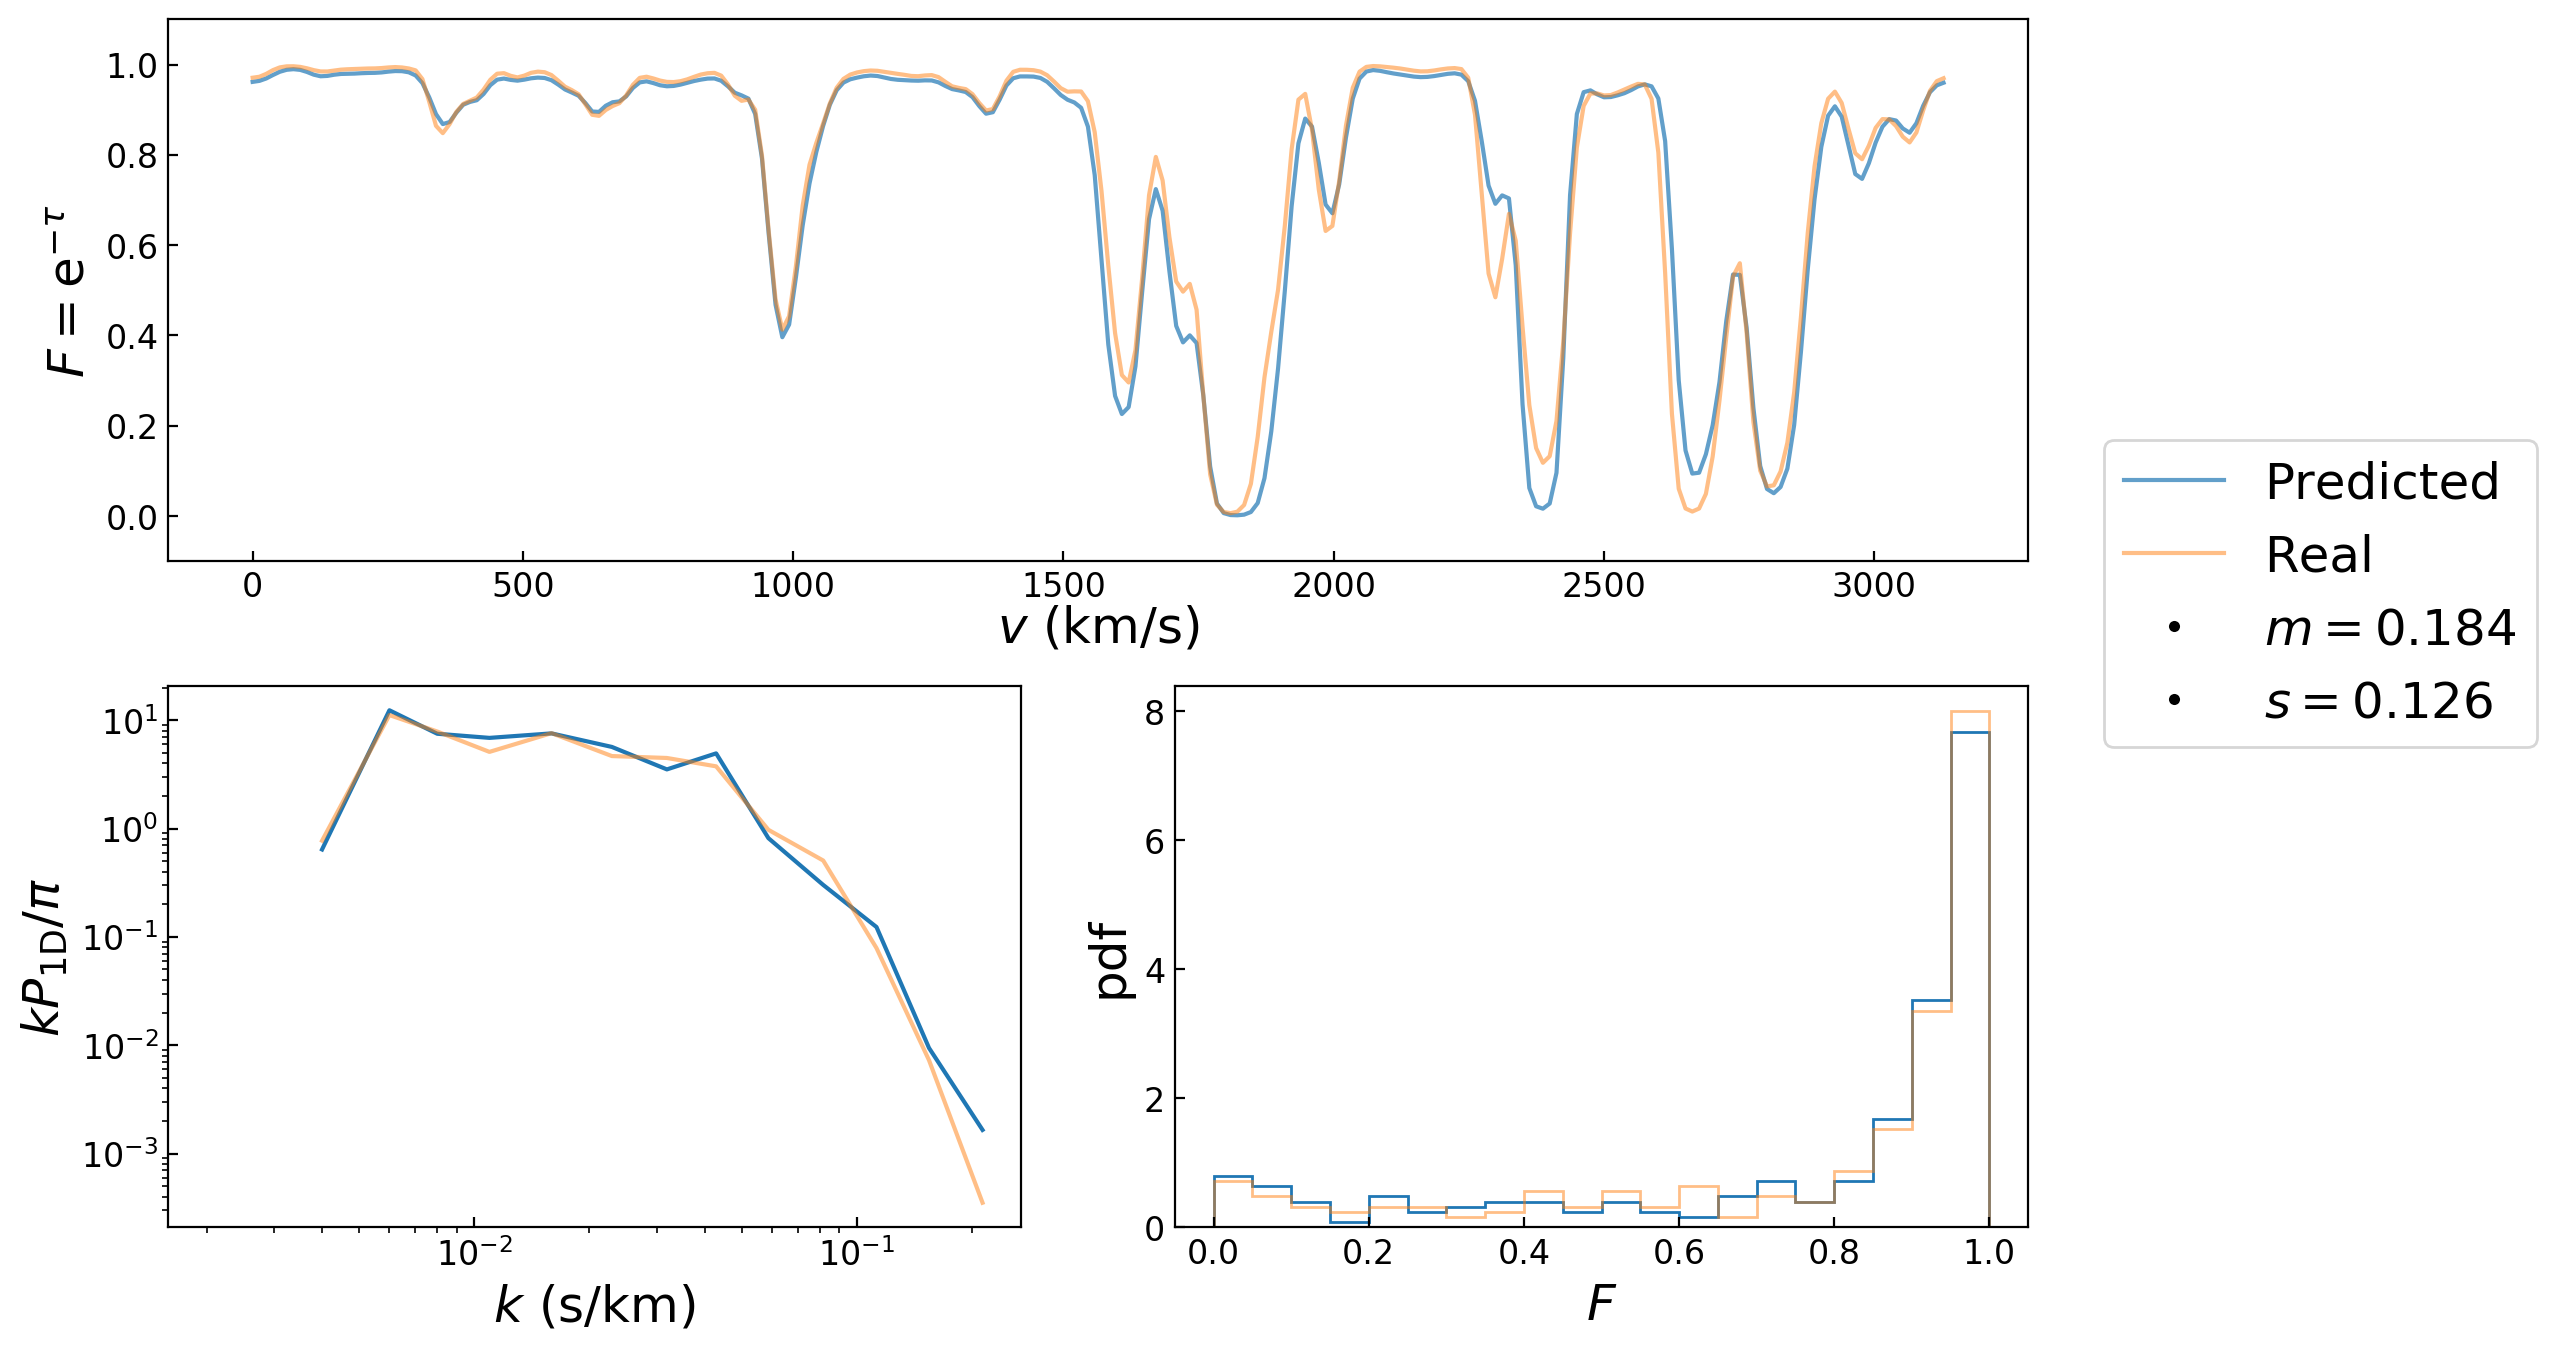 1.0
0.8
0.6
0.4
0.2
0.0
F = e^{−τ}
0 500 1000 1500 2000 2500 3000
v (km/s)
Predicted
Real
m = 0.184
s = 0.126
10^1
10^0
10^{−1}
10^{−2}
10^{−3}
kP_{1D}/π
10^{−2} 10^{−1}
k (s/km)
8
6
4
2
0
pdf
0.0 0.2 0.4 0.6 0.8 1.0
F